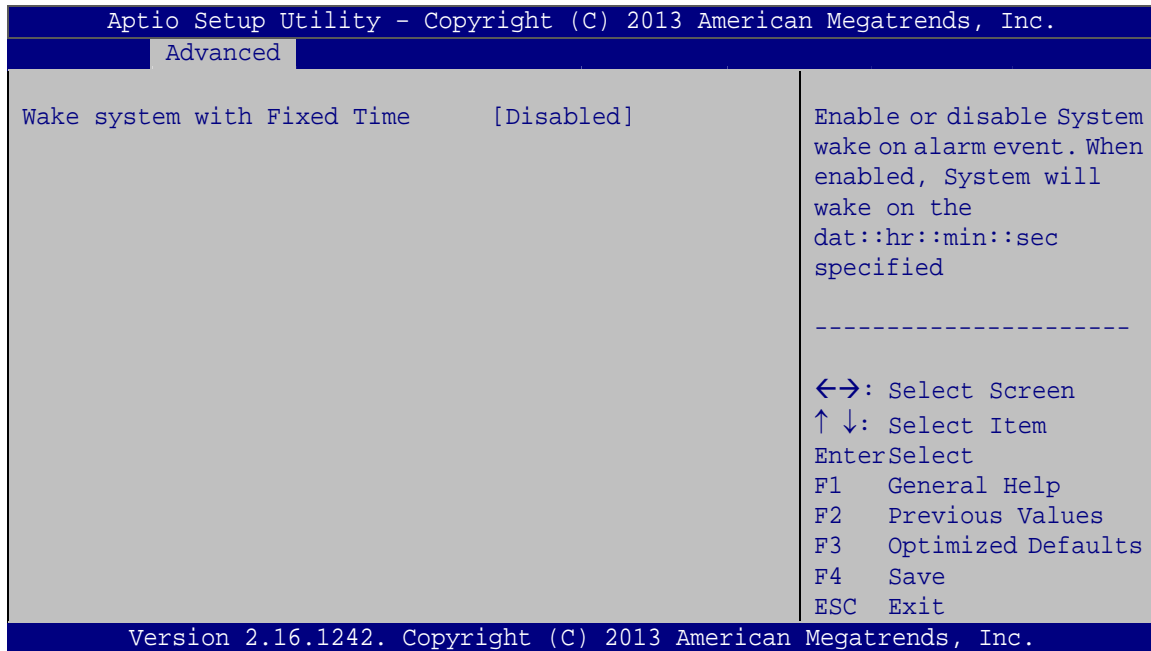 Aptio Setup Utility – Copyright (C) 2013 American Megatrends, Inc.
Advanced
Wake system with Fixed Time [Disabled]
Enable or disable System
wake on alarm event. When
enabled, System will
wake on the
dat::hr::min::sec
specified
----------------------
←→: Select Screen
↑ ↓: Select Item
EnterSelect
F1 General Help
F2 Previous Values
F3 Optimized Defaults
F4 Save
ESC Exit
Version 2.16.1242. Copyright (C) 2013 American Megatrends, Inc.